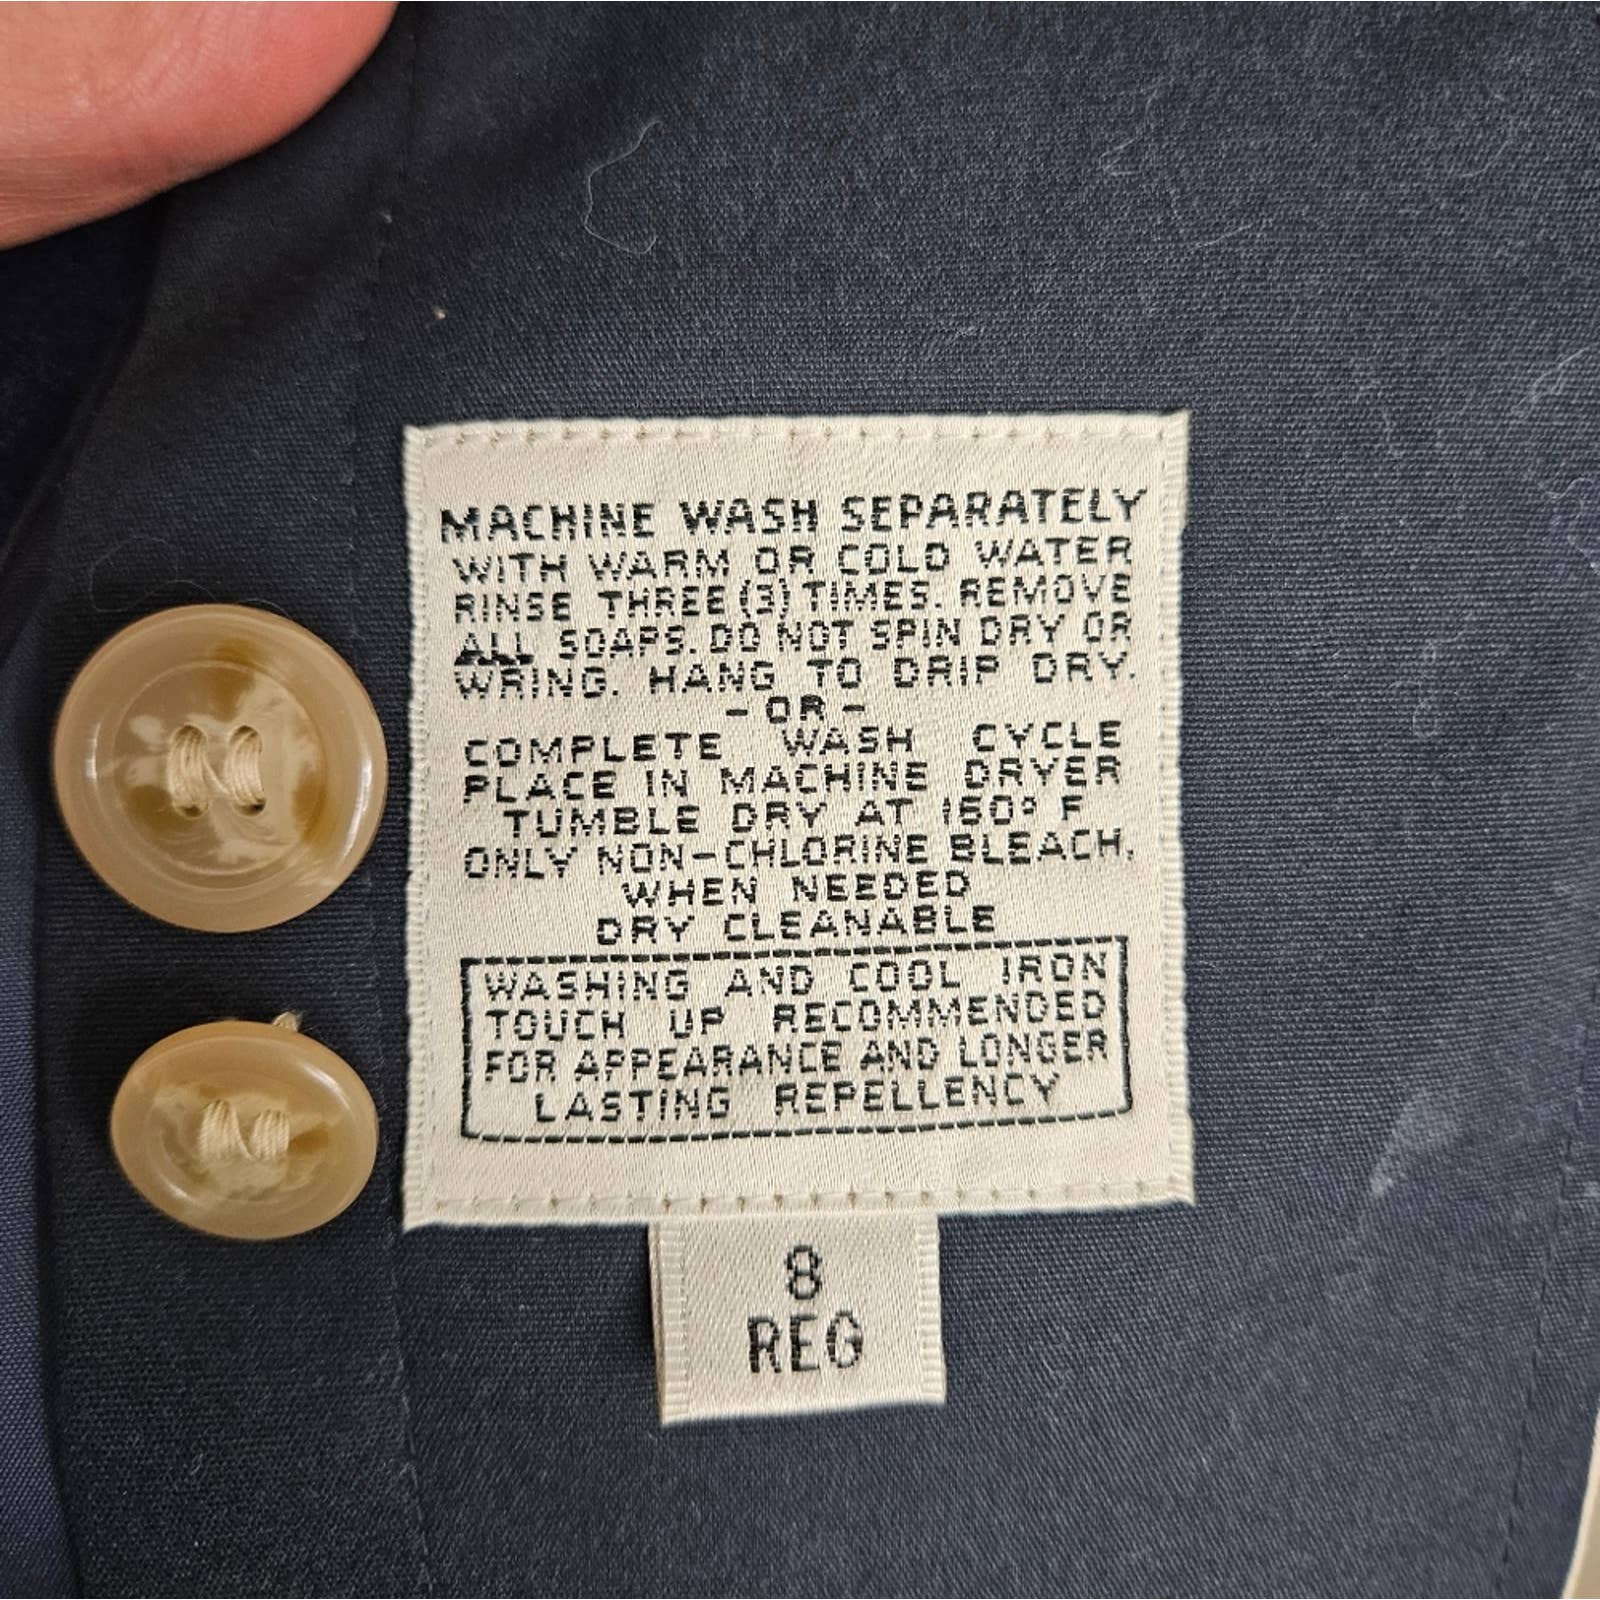 MACHINE WASH SEPARATELY
WITH WARM OR COLD WATER
RINSE THREE (3) TIMES. REMOVE
ALL SOAPS. DO NOT SPIN DRY OR
WRING. HANG TO DRIP DRY.
- OR -
COMPLETE WASH CYCLE
PLACE IN MACHINE DRYER
TUMBLE DRY AT 160° F
ONLY NON-CHLORINE BLEACH,
WHEN NEEDED
DRY CLEANABLE
WASHING AND COOL IRON
TOUCH UP RECOMMENDED
FOR APPEARANCE AND LONGER
LASTING REPELLENCY
8
REG